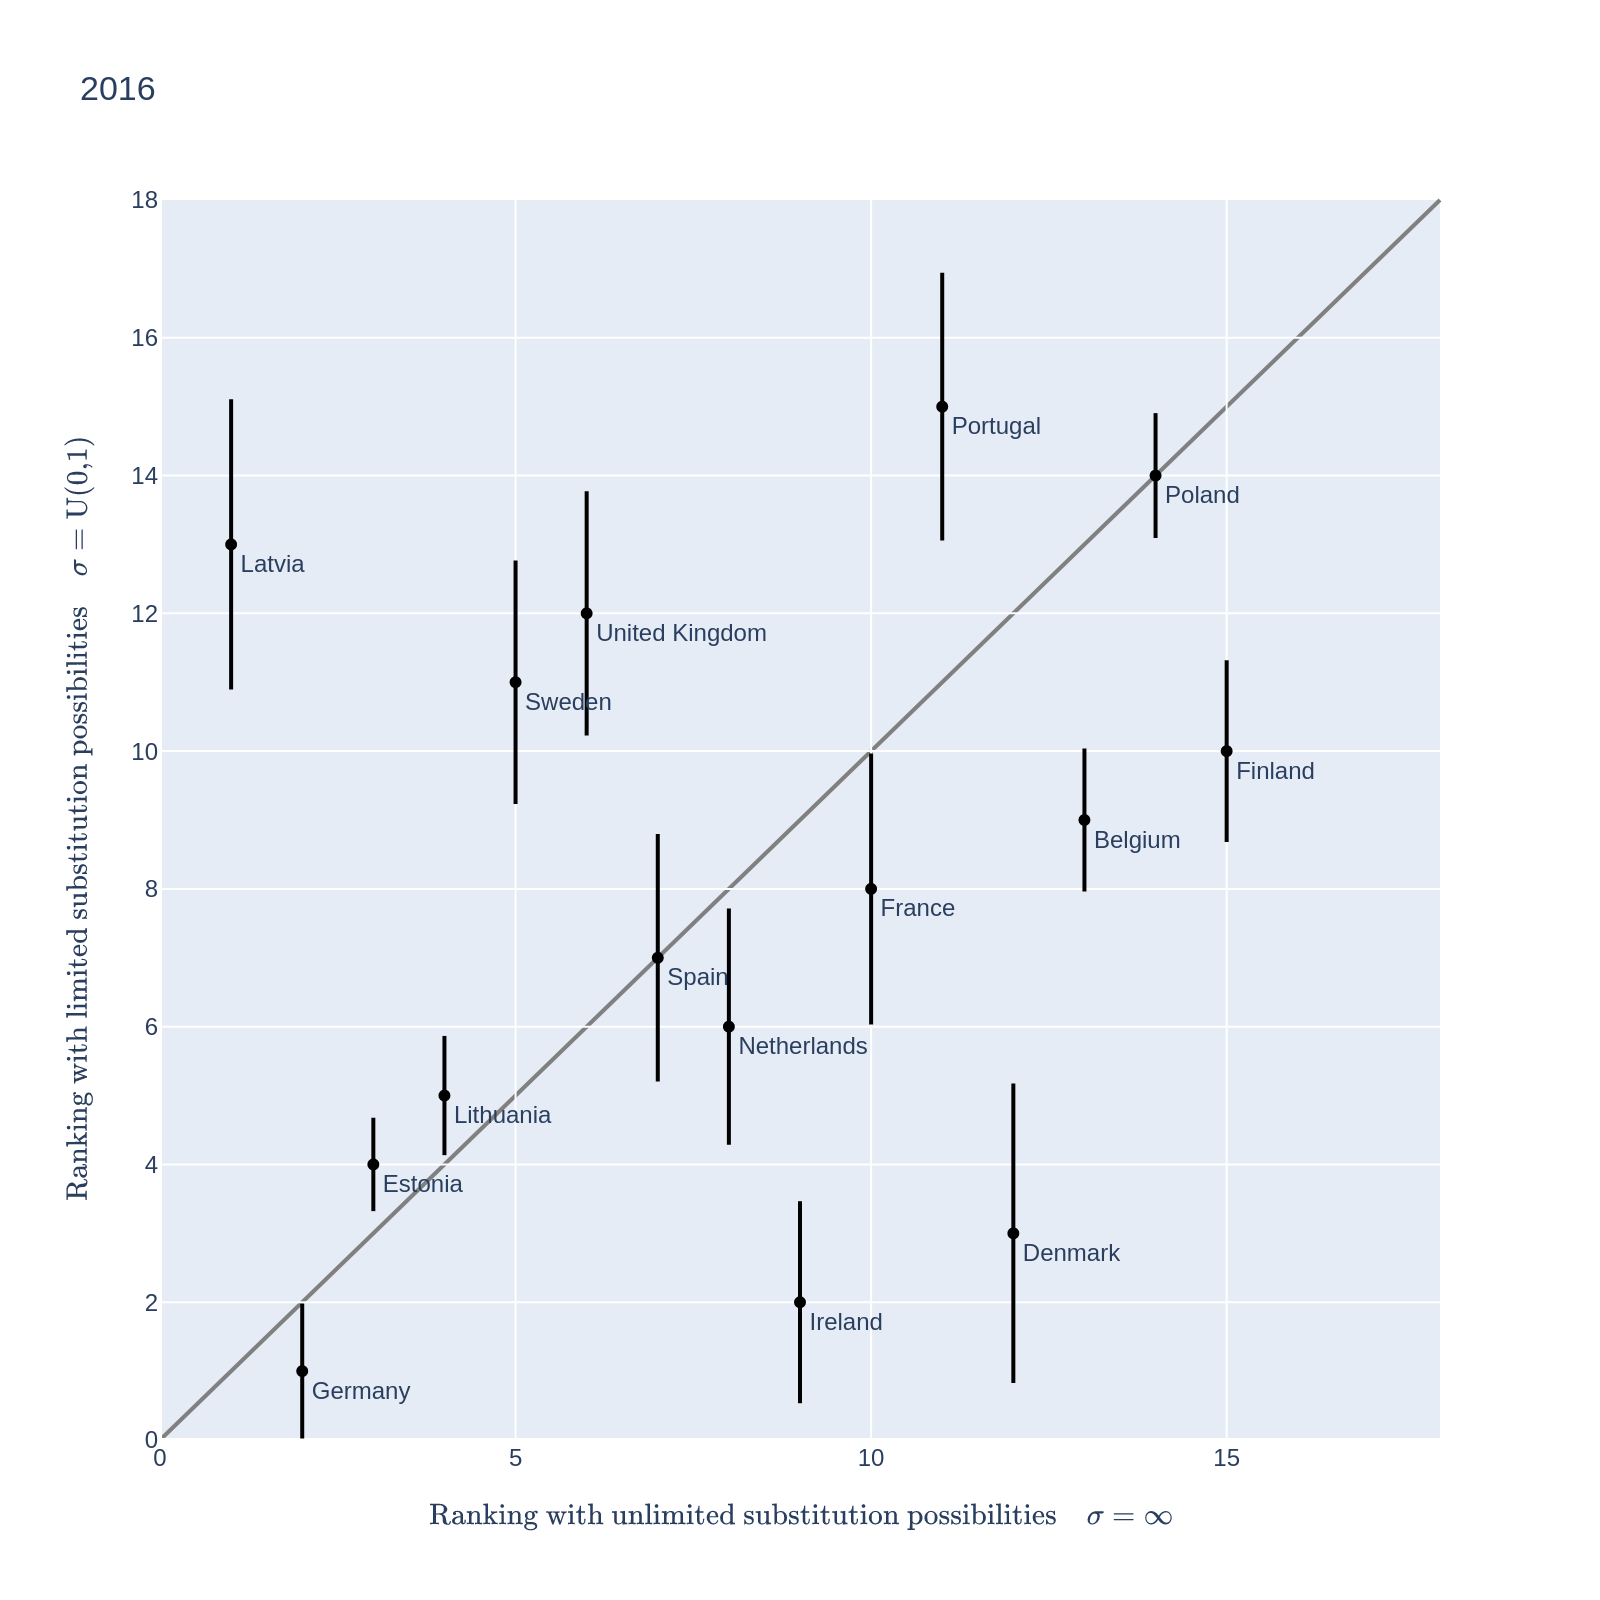 2016
18
16
14
12
10
8
6
4
2
0
Ranking with limited substitution possibilities σ = U(0,1)
Portugal
Poland
Latvia
United Kingdom
Sweden
Finland
Belgium
France
Spain
Netherlands
Lithuania
Estonia
Denmark
Ireland
Germany
0 5 10 15
Ranking with unlimited substitution possibilities σ = ∞